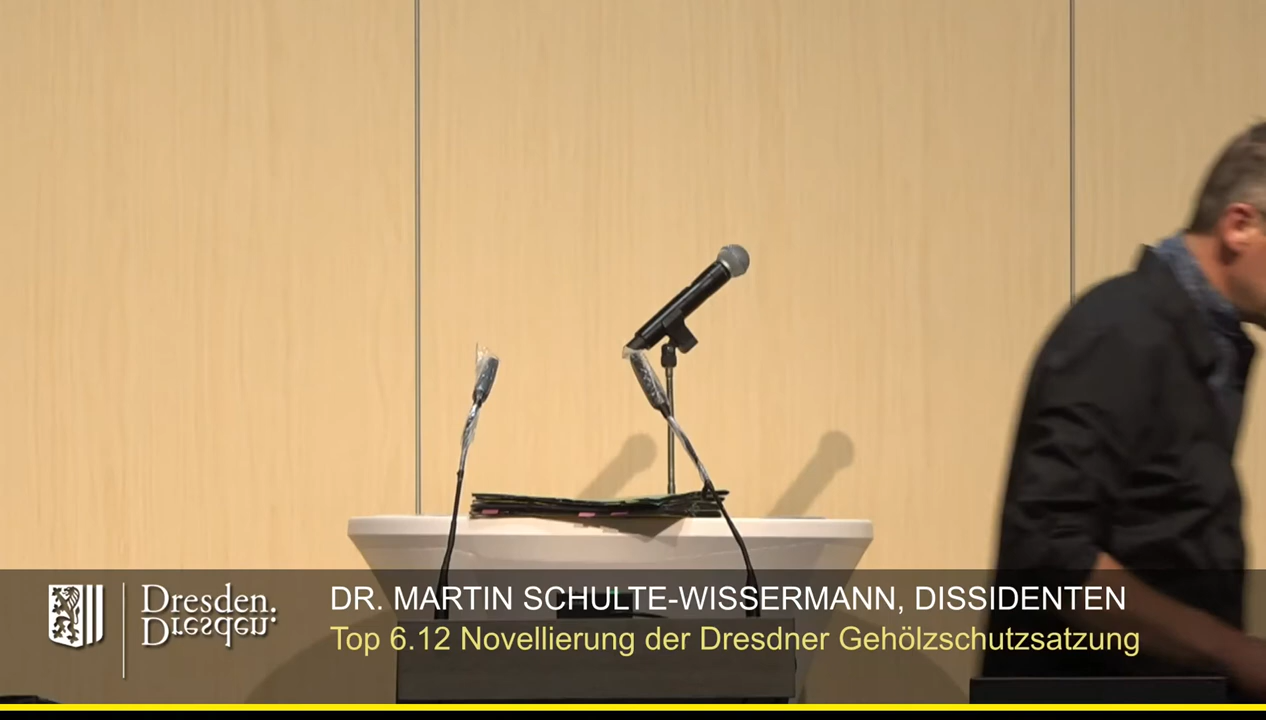 Dresden.
Dresden.
DR. MARTIN SCHULTE-WISSERMANN, DISSIDENTEN
Top 6.12 Novellierung der Dresdner Gehölzschutzsatzung